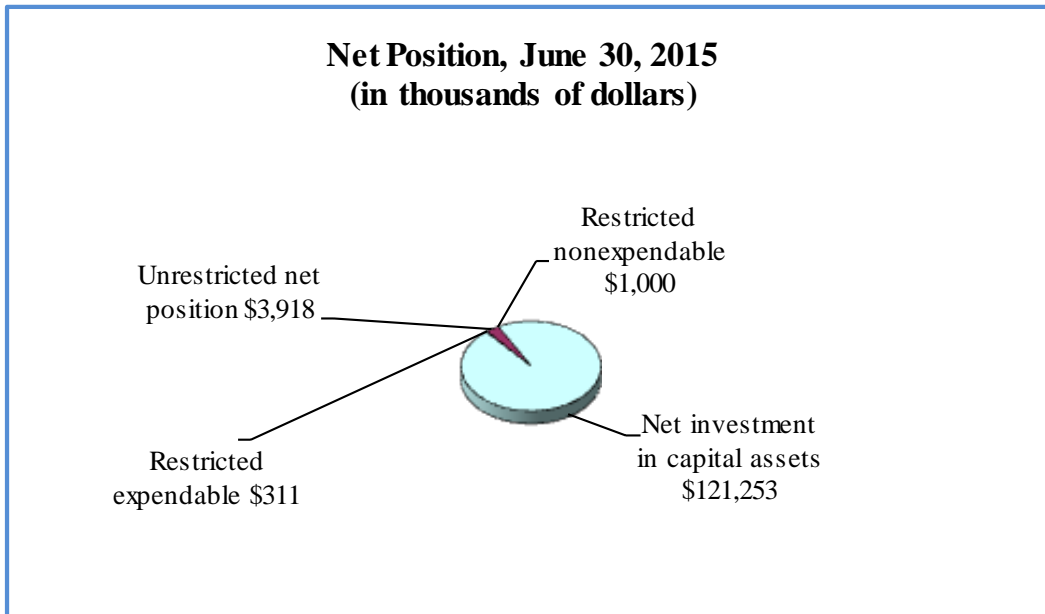 Net Position, June 30, 2015
(in thousands of dollars)
Restricted
nonexpendable
$1,000
Unrestricted net
position $3,918
Net investment
in capital assets
$121,253
Restricted
expendable $311